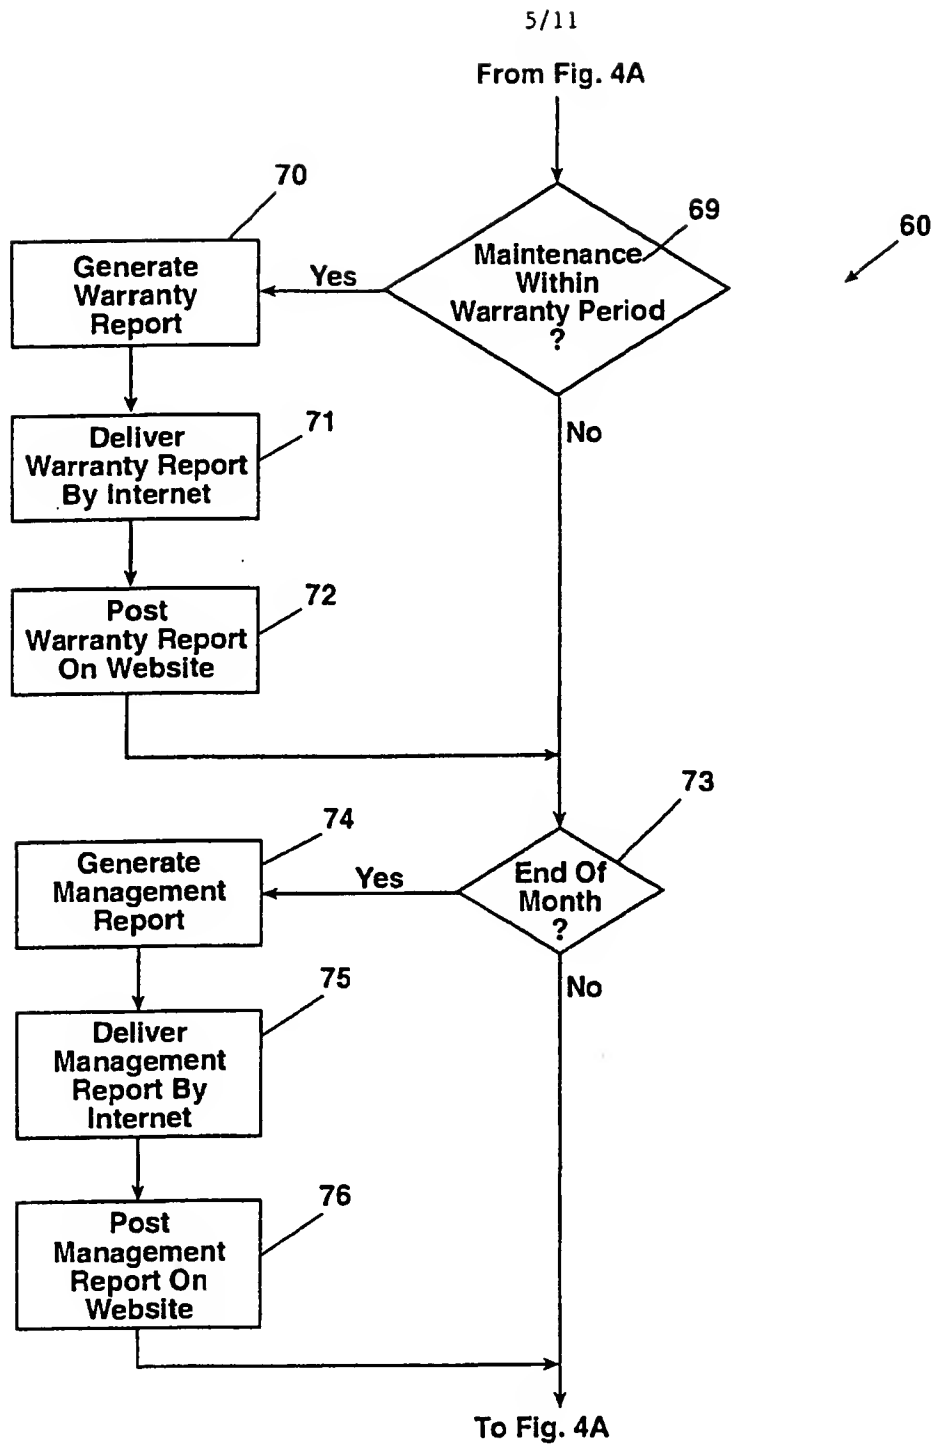 5/11
From Fig. 4A
70
69
60
Maintenance
Within
Warranty Period
?
Yes
Generate
Warranty
Report
No
71
Deliver
Warranty Report
By Internet
72
Post
Warranty Report
On Website
73
74
End Of
Month
?
Yes
Generate
Management
Report
No
75
Deliver
Management
Report By
Internet
76
Post
Management
Report On
Website
To Fig. 4A